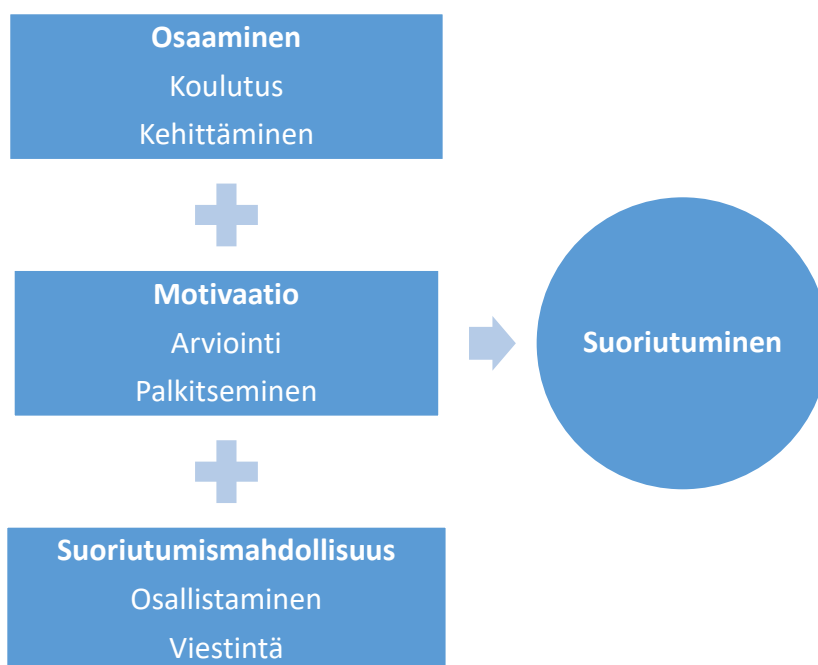 Osaaminen
Koulutus
Kehittäminen
Motivaatio
Arviointi
Palkitseminen
Suoriutuminen
Suoriutumismahdollisuus
Osallistaminen
Viestintä